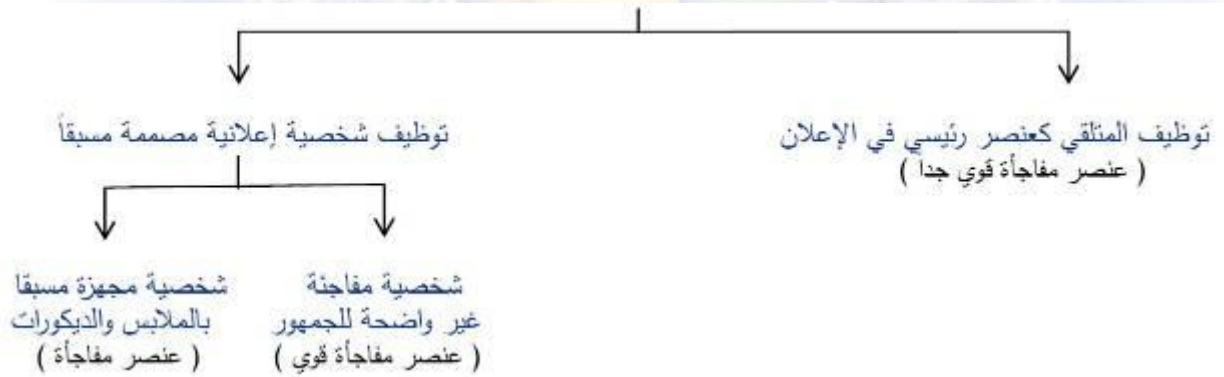 توظيف المتلقي كعنصر رئيسي في الإعلان
( عنصر مفاجأة قوي جداً )
توظيف شخصية إعلانية مصممة مسبقاً
شخصية مفاجئة
غير واضحة للجمهور
( عنصر مفاجأة قوي )
شخصية مجهزة مسبقا
بالملابس والديكورات
( عنصر مفاجأة )